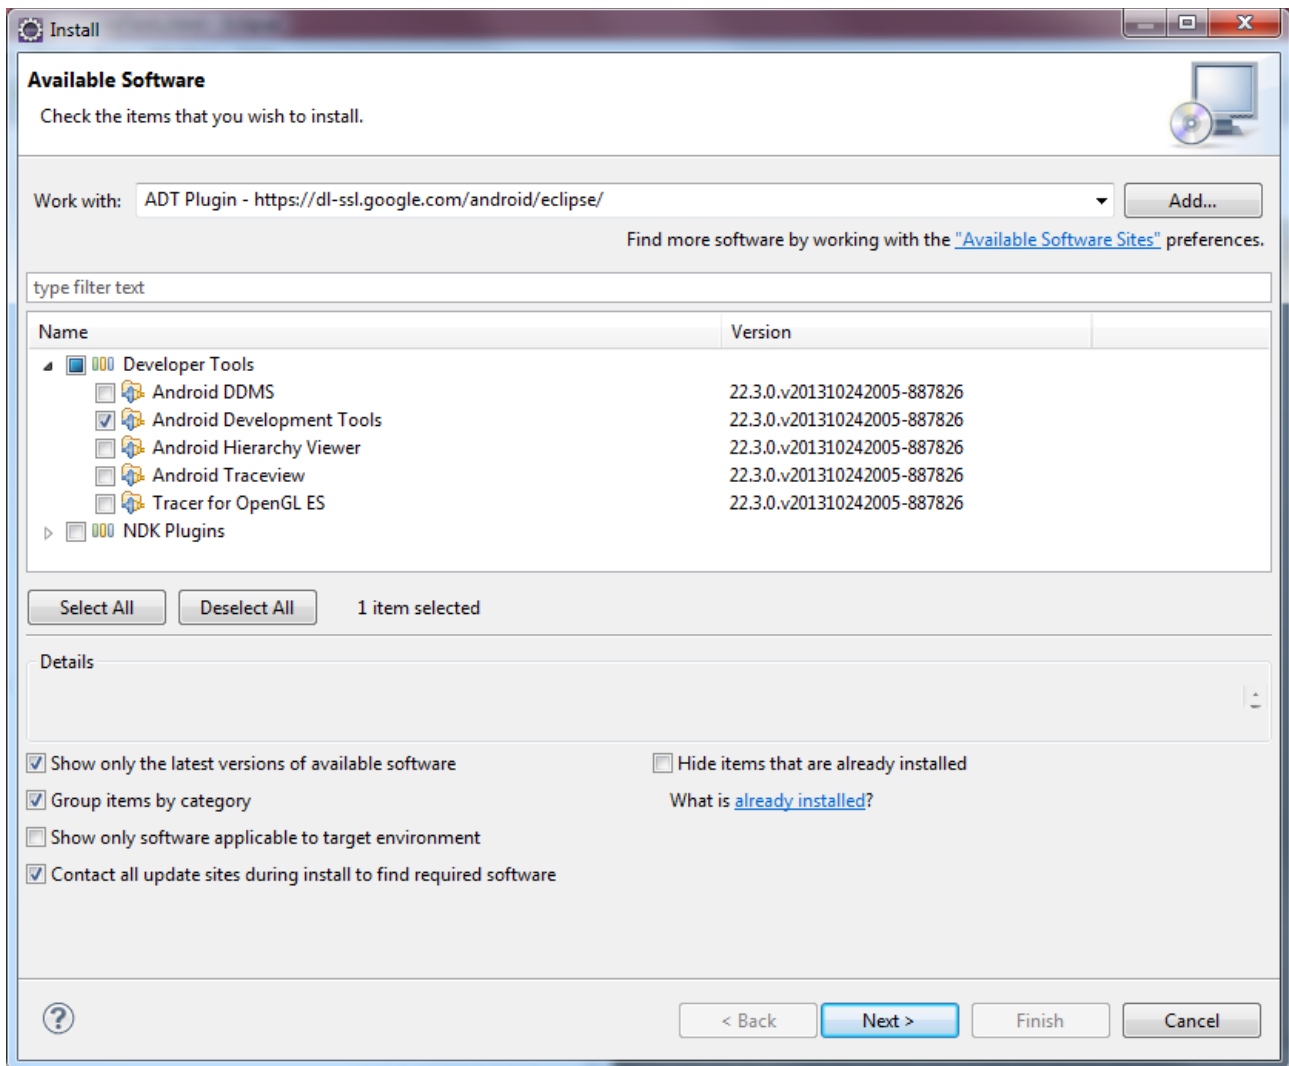 Install
Available Software
Check the items that you wish to install.
Work with: ADT Plugin - https://dl-ssl.google.com/android/eclipse/ Add...
Find more software by working with the "Available Software Sites" preferences.
type filter text
Name Version
Developer Tools
Android DDMS 22.3.0.v201310242005-887826
Android Development Tools 22.3.0.v201310242005-887826
Android Hierarchy Viewer 22.3.0.v201310242005-887826
Android Traceview 22.3.0.v201310242005-887826
Tracer for OpenGL ES 22.3.0.v201310242005-887826
NDK Plugins
Select All Deselect All 1 item selected
Details
Show only the latest versions of available software Hide items that are already installed
Group items by category What is already installed?
Show only software applicable to target environment
Contact all update sites during install to find required software
? < Back Next > Finish Cancel